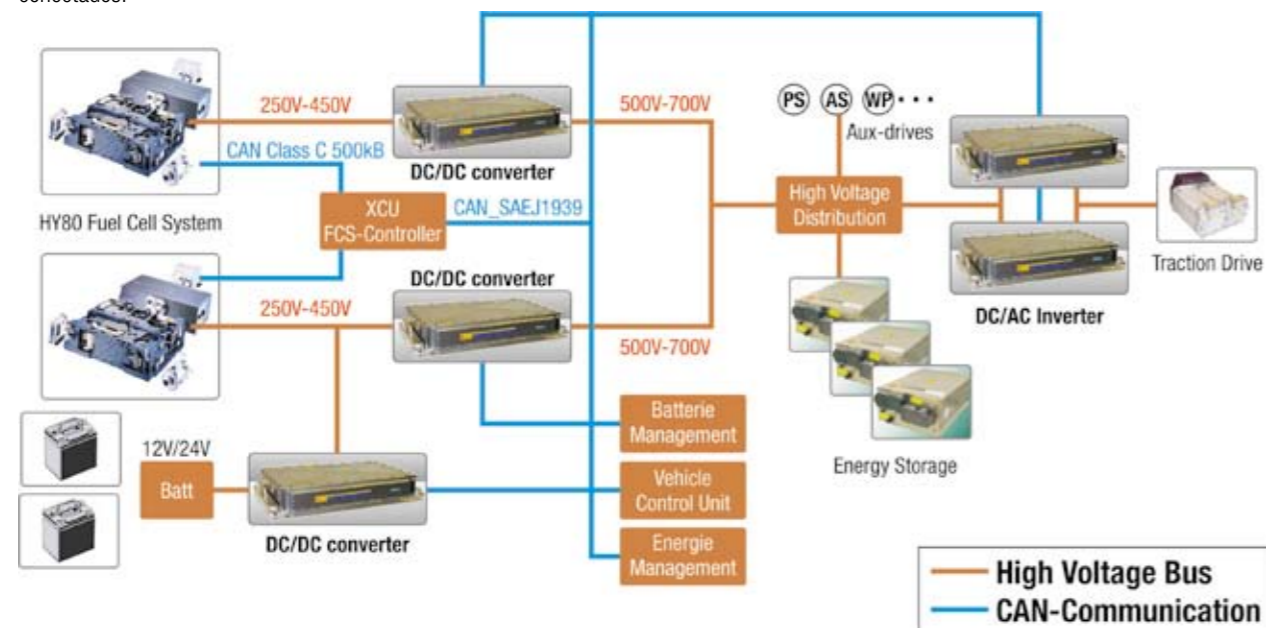 conectados.
250V-450V
500V-700V
PS AS WP • • •
Aux-drives
CAN Class C 500kB
DC/DC converter
HY80 Fuel Cell System
XCU
FCS-Controller
CAN_SAEJ1939
High Voltage
Distribution
Traction Drive
DC/DC converter
250V-450V
500V-700V
DC/AC Inverter
Batterie
Management
12V/24V
Batt
Vehicle
Control Unit
Energy Storage
DC/DC converter
Energie
Management
High Voltage Bus
CAN-Communication